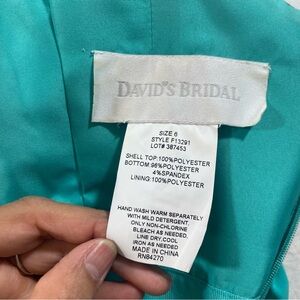 DAVID'S BRIDAL
SIZE 6
STYLE F13291
LOT# 387453
SHELL TOP:100%POLYESTER
BOTTOM:96%POLYESTER
4%SPANDEX
LINING:100%POLYESTER
HAND WASH WARM SEPARATELY
WITH MILD DETERGENT,
ONLY NON-CHLORINE
BLEACH AS NEEDED.
LINE DRY,COOL
IRON AS NEEDED
MADE IN CHINA
RN84270